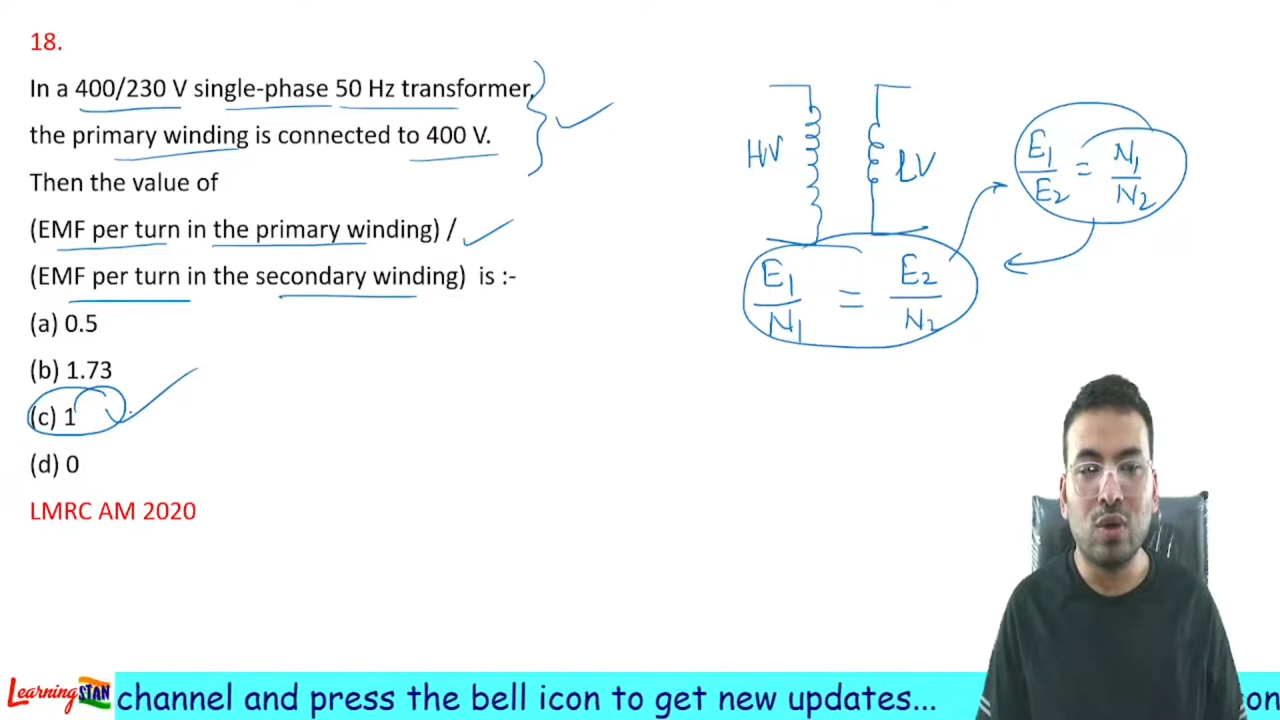 18.
In a 400/230 V single-phase 50 Hz transformer,
the primary winding is connected to 400 V.
Then the value of
(EMF per turn in the primary winding) /
(EMF per turn in the secondary winding) is :-
(a) 0.5
(b) 1.73
(c) 1
(d) 0
LMRC AM 2020
HV
LV
E1/N1 = E2/N2
E1/E2 = N1/N2
Learning STAN
channel and press the bell icon to get new updates...
on